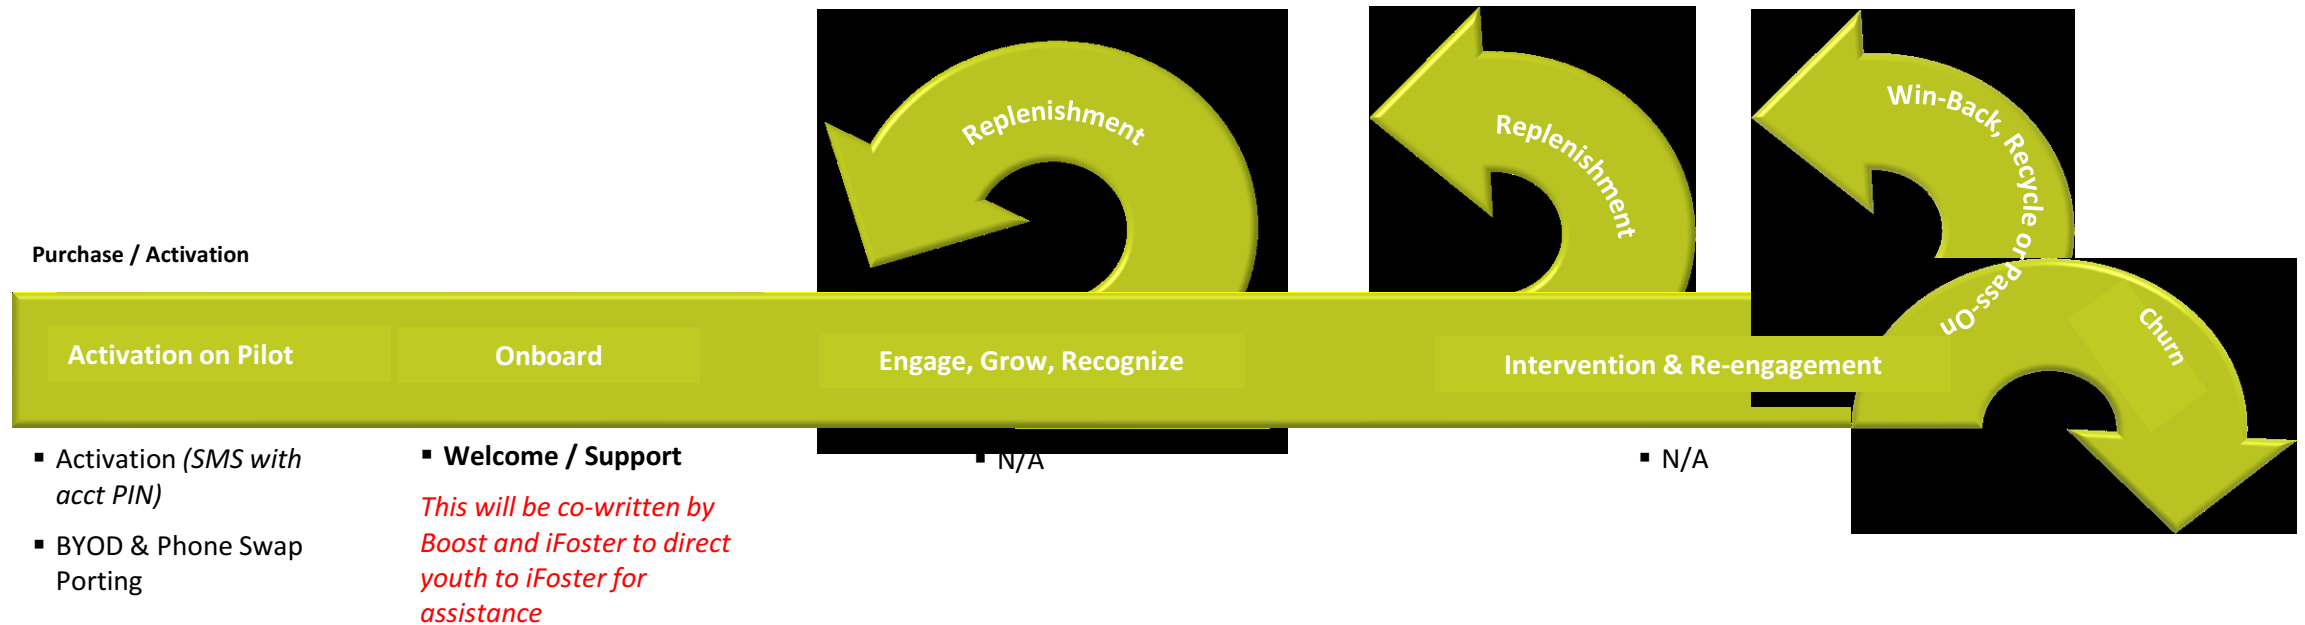 Replenishment
Replenishment
Win-Back, Recycle or Pass-On
Churn
Purchase / Activation
Activation on Pilot
Onboard
Engage, Grow, Recognize
Intervention & Re-engagement
▪ Activation (SMS with
acct PIN)
▪ BYOD & Phone Swap
Porting
▪ Welcome / Support
This will be co-written by
Boost and iFoster to direct
youth to iFoster for
assistance
▪ N/A
▪ N/A